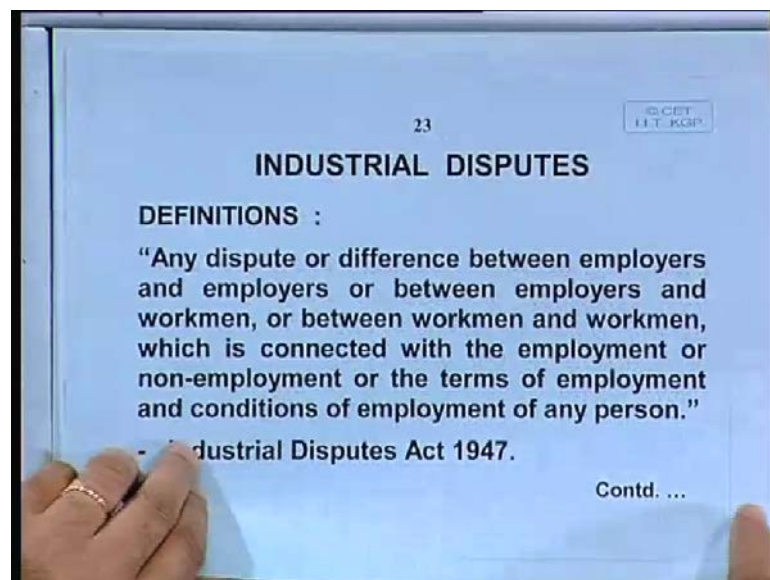 © CET
I.I.T. KGP
23
INDUSTRIAL DISPUTES
DEFINITIONS :
“Any dispute or difference between employers
and employers or between employers and
workmen, or between workmen and workmen,
which is connected with the employment or
non-employment or the terms of employment
and conditions of employment of any person.”
- Industrial Disputes Act 1947.
Contd. ...